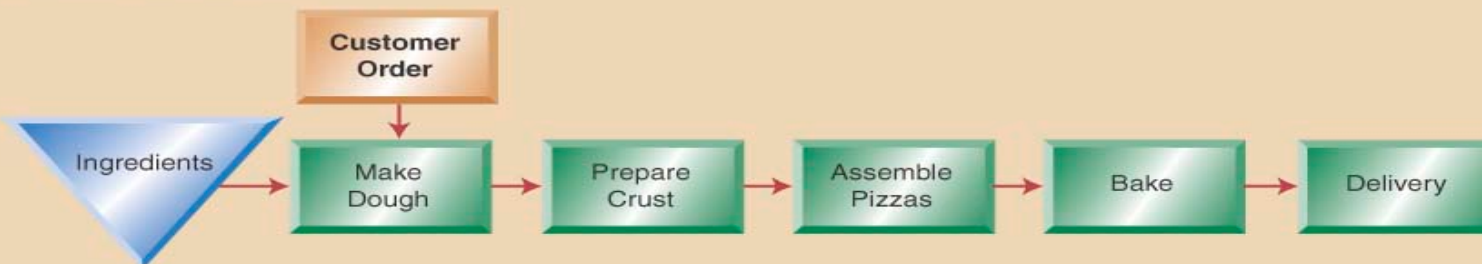 Customer
Order
Ingredients
Make
Dough
Prepare
Crust
Assemble
Pizzas
Bake
Delivery